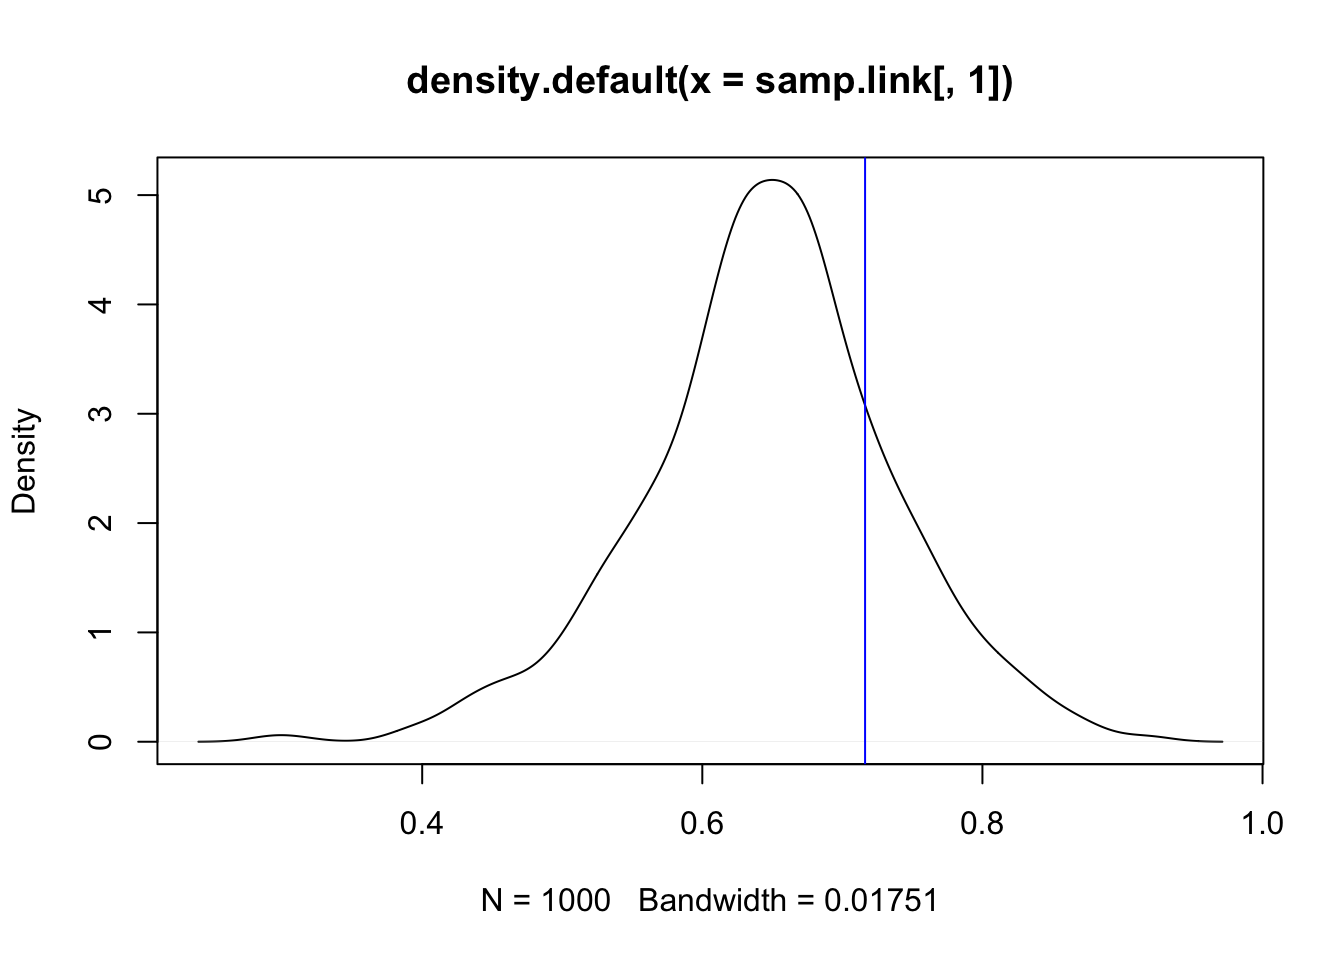 density.default(x = samp.link[, 1])
Density
5
4
3
2
1
0
0.4 0.6 0.8 1.0
N = 1000 Bandwidth = 0.01751